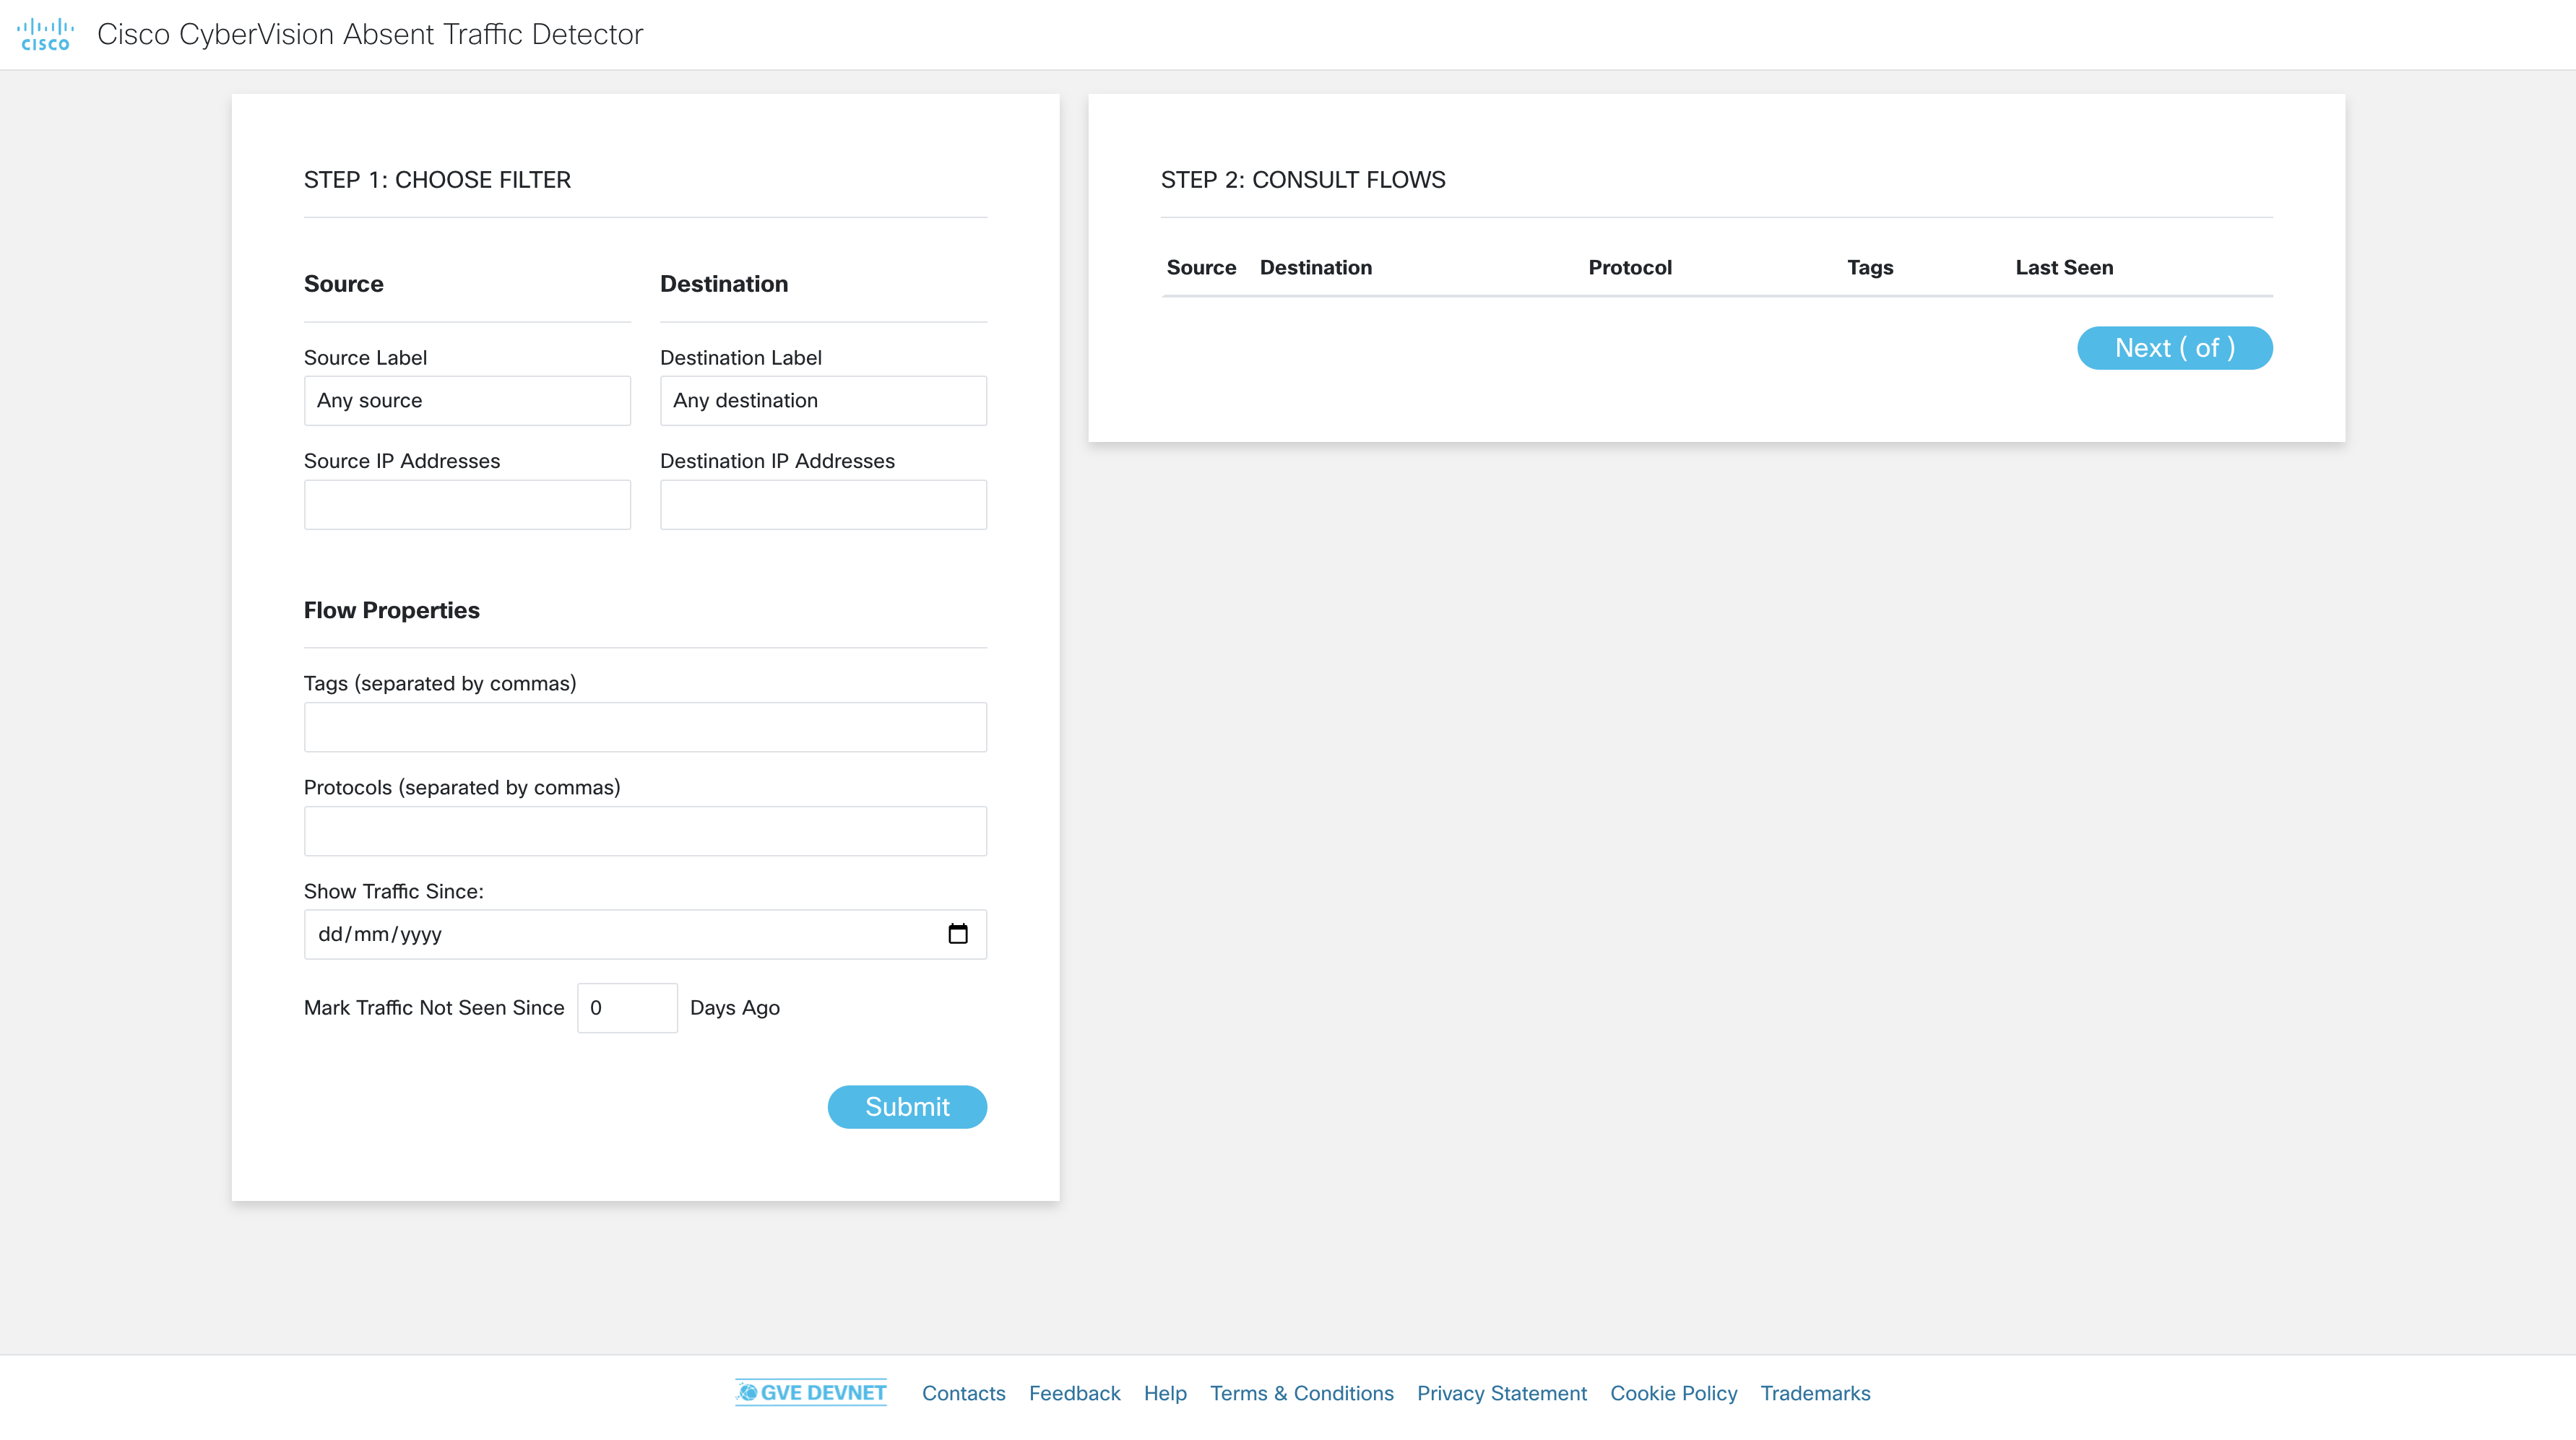 CISCO Cisco CyberVision Absent Traffic Detector
STEP 1: CHOOSE FILTER
Source Destination
Source Label Destination Label
Any source Any destination
Source IP Addresses Destination IP Addresses
Flow Properties
Tags (separated by commas)
Protocols (separated by commas)
Show Traffic Since:
dd/mm/yyyy
Mark Traffic Not Seen Since 0 Days Ago
Submit
STEP 2: CONSULT FLOWS
Source Destination Protocol Tags Last Seen
Next ( of )
GVE DEVNET Contacts Feedback Help Terms & Conditions Privacy Statement Cookie Policy Trademarks